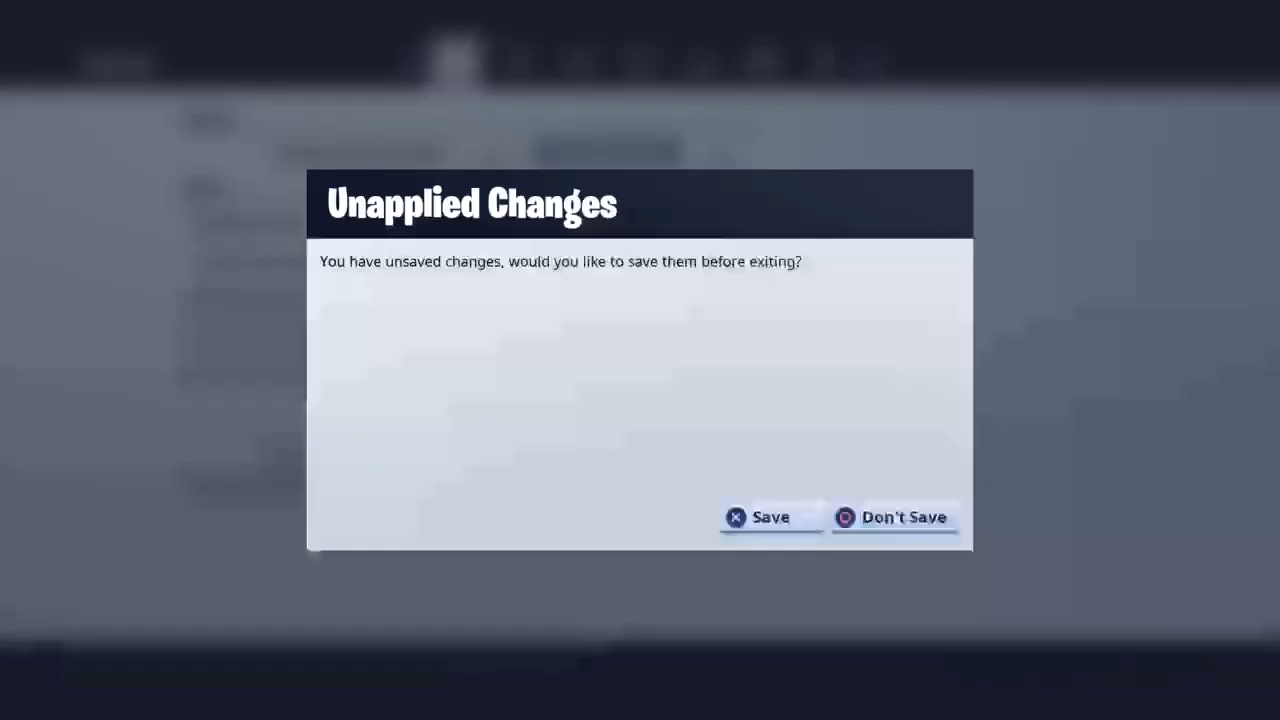 Unapplied Changes
You have unsaved changes, would you like to save them before exiting?
Save
Don't Save